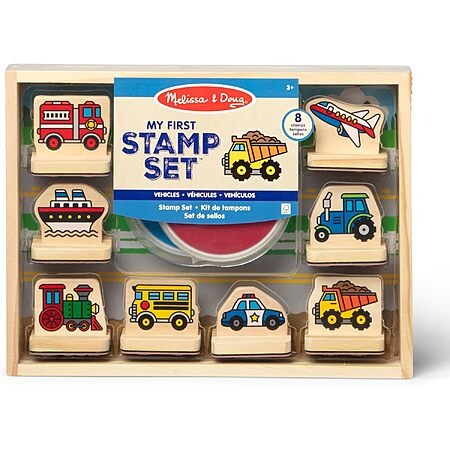 Melissa & Doug
3+
MY FIRST
STAMP
SET™
8
stamps
tampons
sellos
VEHICLES • VÉHICULES • VEHÍCULOS
Stamp Set • Kit de tampons
Set de sellos